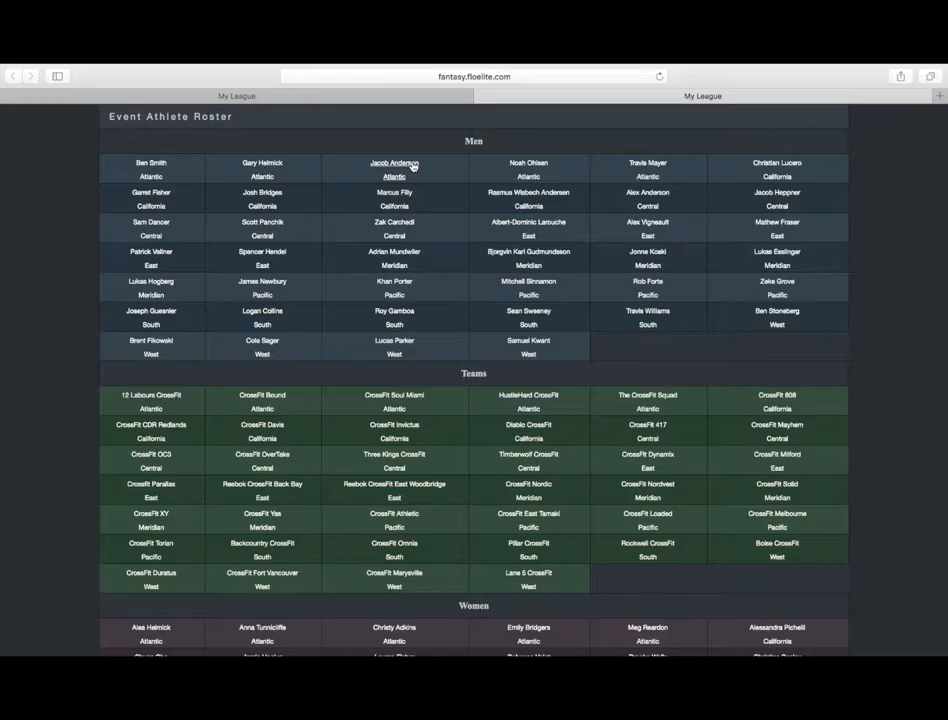 fantasy.floelite.com
My League My League
Event Athlete Roster
Men
Ben Smith Gary Helmick Jacob Anderson Noah Ohlsen Travis Mayer Christian Lucero
Atlantic Atlantic Atlantic Atlantic Atlantic California
Garret Fisher Josh Bridges Marcus Filly Rasmus Wisbech Andersen Alex Anderson Jacob Heppner
California California California California Central Central
Sam Dancer Scott Panchik Zak Carchedi Albert-Dominic Larouche Alex Vigneault Mathew Fraser
Central Central Central East East East
Patrick Vellner Spencer Hendel Adrian Mundwiler Bjorgvin Karl Gudmundsson Jonne Koski Lukas Esslinger
East East Meridian Meridian Meridian Meridian
Lukas Hogberg James Newbury Khan Porter Mitchell Sinnamon Rob Forte Zeke Grove
Meridian Pacific Pacific Pacific Pacific Pacific
Joseph Guesnier Logan Collins Roy Gamboa Sean Sweeney Travis Williams Ben Stoneberg
South South South South South West
Brent Fikowski Cole Sager Lucas Parker Samuel Kwant
West West West West
Teams
12 Labours CrossFit CrossFit Bound CrossFit Soul Miami HustleHard CrossFit The CrossFit Squad CrossFit 808
Atlantic Atlantic Atlantic Atlantic Atlantic California
CrossFit CDR Redlands CrossFit Davis CrossFit Invictus Diablo CrossFit CrossFit 417 CrossFit Mayhem
California California California California Central Central
CrossFit OC3 CrossFit OverTake Three Kings CrossFit Timberwolf CrossFit CrossFit Dynamix CrossFit Milford
Central Central Central Central East East
CrossFit Parallax Reebok CrossFit Back Bay Reebok CrossFit East Woodbridge CrossFit Nordic CrossFit Nordvest CrossFit Solid
East East East Meridian Meridian Meridian
CrossFit XY CrossFit Yas CrossFit Athletic CrossFit East Tamaki CrossFit Loaded CrossFit Melbourne
Meridian Meridian Pacific Pacific Pacific Pacific
CrossFit Torian Backcountry CrossFit CrossFit Omnia Pillar CrossFit Rockwell CrossFit Boise CrossFit
Pacific South South South South West
CrossFit Duratus CrossFit Fort Vancouver CrossFit Marysville Lane 5 CrossFit
West West West West
Women
Alea Helmick Anna Tunnicliffe Christy Adkins Emily Bridgers Meg Reardon Alessandra Pichelli
Atlantic Atlantic Atlantic Atlantic Atlantic California